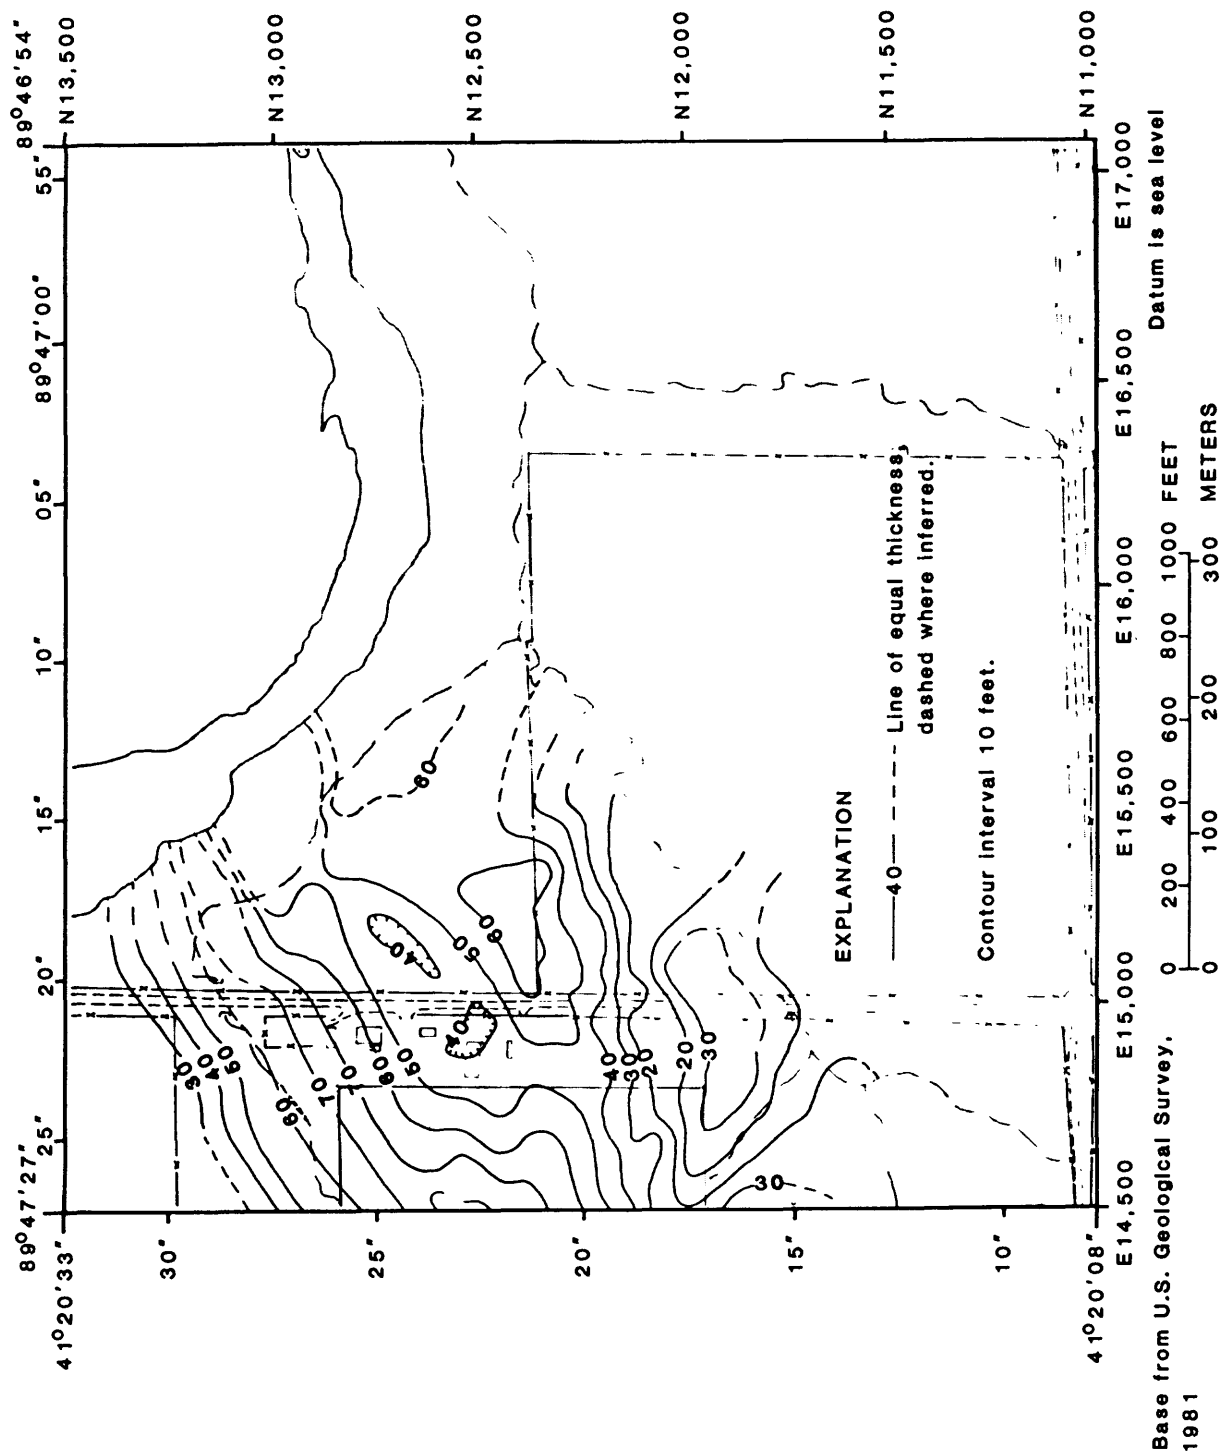 89°47'27"
25"
20"
15"
10"
05"
89°47'00"
55"
89°46'54"
41°20'33"
30"
25"
20"
15"
10"
41°20'08"
N13,500
N13,000
N12,500
N12,000
N11,500
N11,000
30
40
50
60
70
70
60
50
40
40
50
60
60
40
30
20
20
30
30
EXPLANATION
40
Line of equal thickness,
dashed where inferred.
Contour interval 10 feet.
E14,500
E15,000
E15,500
E16,000
E16,500
E17,000
Base from U.S. Geological Survey,
1981
0 200 400 600 800 1000 FEET
0 100 200 300 METERS
Datum is sea level